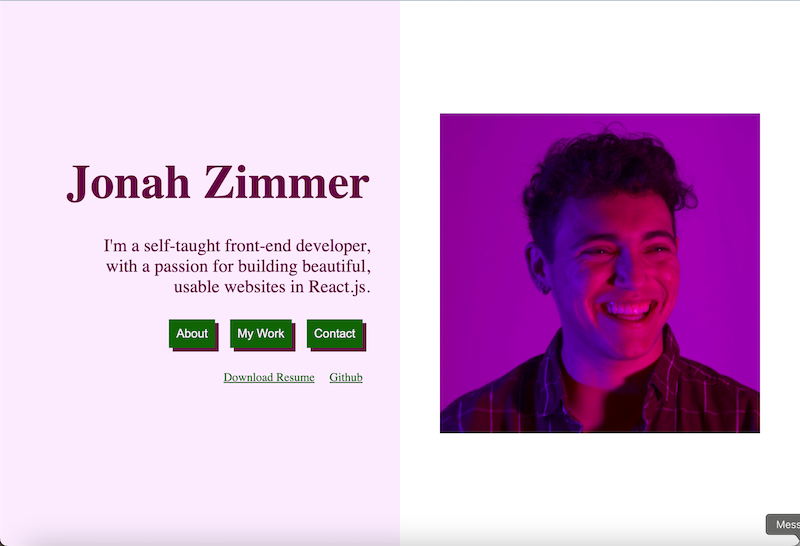 Jonah Zimmer
I'm a self-taught front-end developer,
with a passion for building beautiful,
usable websites in React.js.
About My Work Contact
Download Resume Github